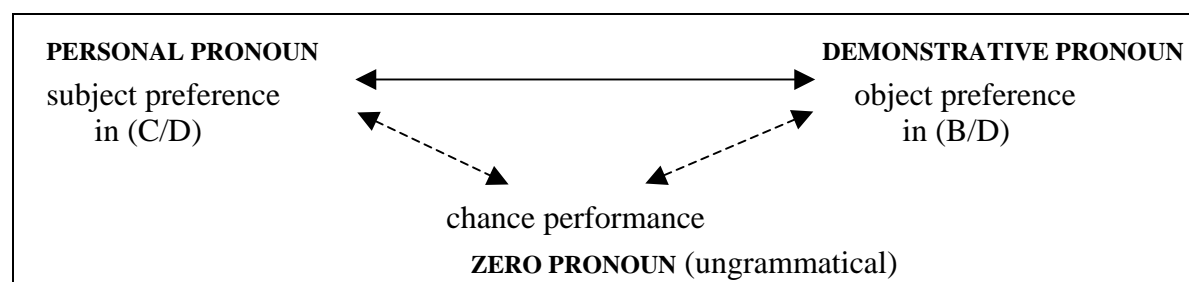 PERSONAL PRONOUN DEMONSTRATIVE PRONOUN
subject preference object preference
in (C/D) in (B/D)
chance performance
ZERO PRONOUN (ungrammatical)